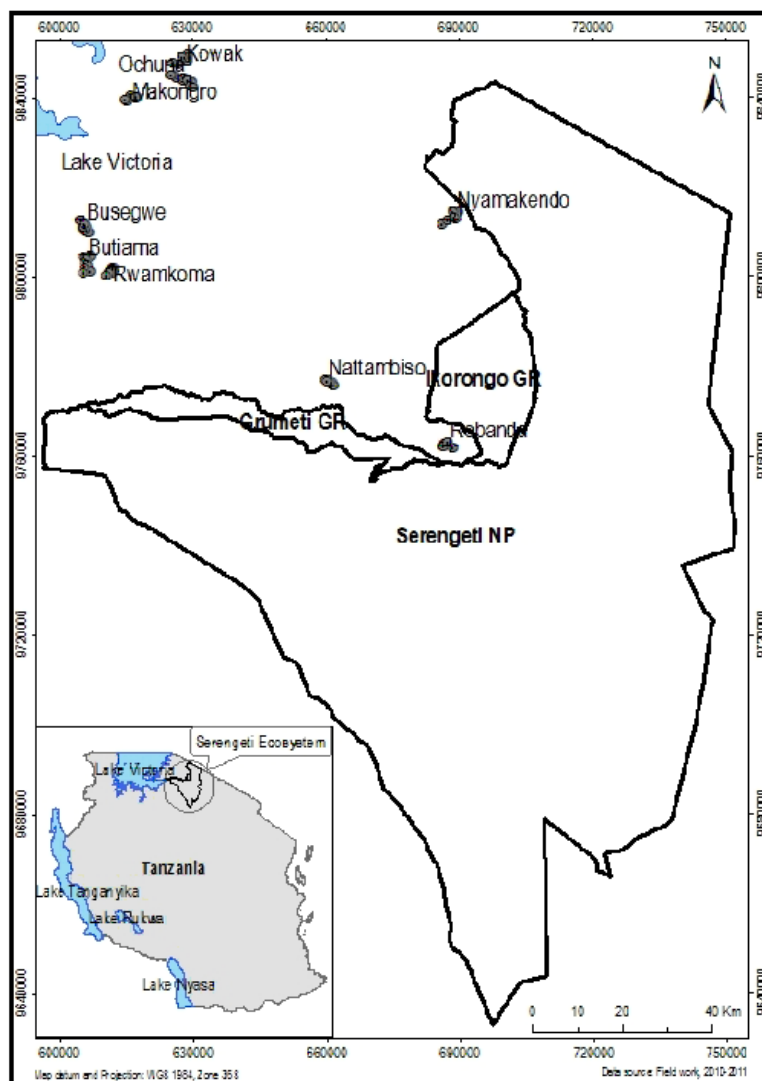 600000 630000 660000 690000 720000 750000
Kowak
Ochuna
Makongro
9840000
N
Lake Victoria
Nyamakendo
Busegwe
Butiama
Rwamkoma
9800000
Nattambiso
Ikorongo GR
Grumeti GR
Robanda
9760000
Serengeti NP
9720000
Serengeti Ecosystem
Lake Victoria
9680000
Tanzania
Lake Tanganyika
Lake Rukwa
Lake Nyasa
9640000
0 10 20 40 Km
600000 630000 660000 690000 720000 750000
Map datum and Projection: WGS 1984, Zone 36S
Data source: Field work, 2010-2011